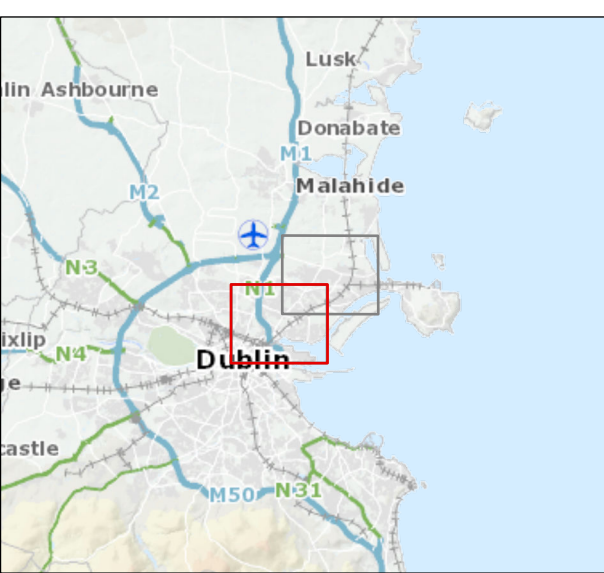 Lusk
lin Ashbourne
Donabate
M1
Malahide
M2
N3
N1
ixlip
N4
Dublin
ge
castle
M50
N31